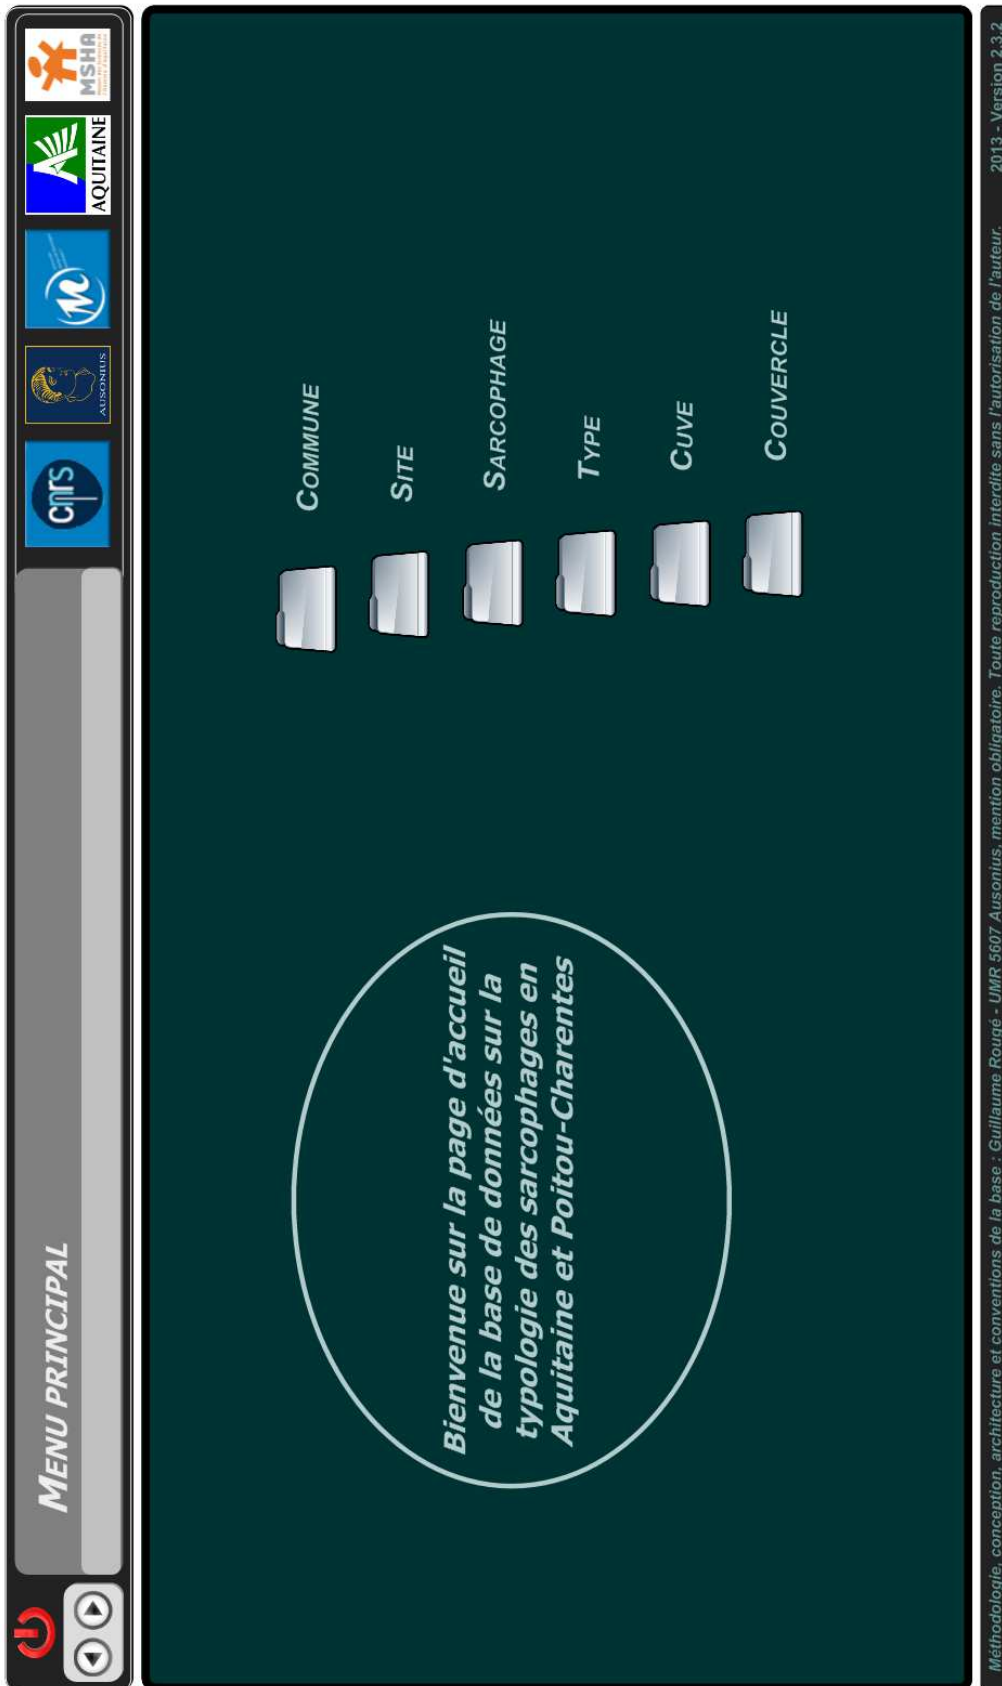 MENU PRINCIPAL
cnrs
AUSONIUS
AQUITAINE
MSHA
Bienvenue sur la page d'accueil
de la base de données sur la
typologie des sarcophages en
Aquitaine et Poitou-Charentes
COMMUNE
SITE
SARCOPHAGE
TYPE
CUVE
COUVERCLE
Méthodologie, conception, architecture et conventions de la base : Guillaume Rougé - UMR 5607 Ausonius, mention obligatoire. Toute reproduction interdite sans l'autorisation de l'auteur. 2013 - Version 2.3.2